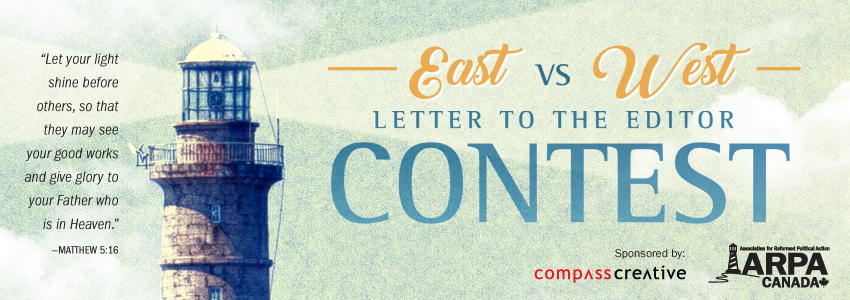 “Let your light
shine before
others, so that
they may see
your good works
and give glory to
your Father who
is in Heaven.”
—MATTHEW 5:16
East vs West
LETTER TO THE EDITOR
CONTEST
Sponsored by:
compasscreative
Association for Reformed Political Action
ARPA
CANADA